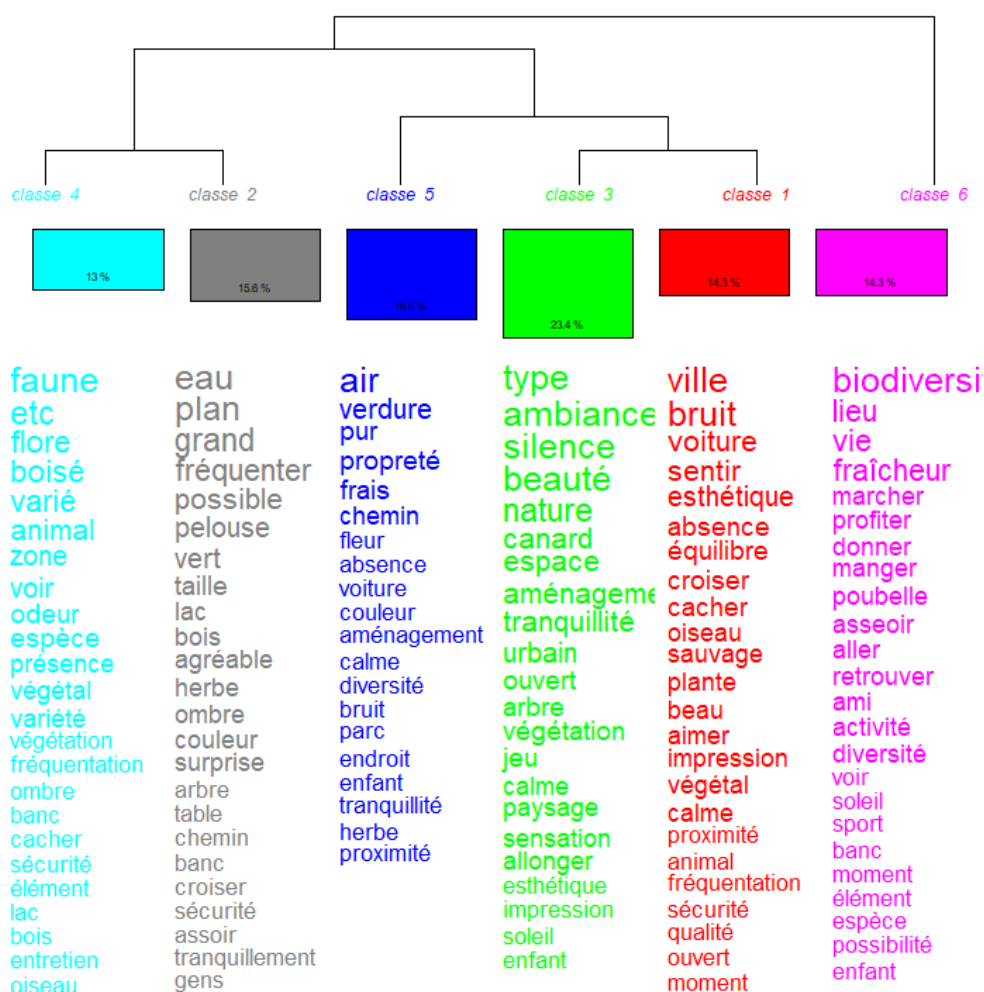 classe 4
classe 2
classe 5
classe 3
classe 1
classe 6
13 %
15.6 %
19.5 %
23.4 %
14.3 %
14.3 %
faune
etc
flore
boisé
varié
animal
zone
voir
odeur
espèce
présence
végétal
variété
végétation
fréquentation
ombre
banc
cacher
sécurité
élément
lac
bois
entretien
oiseau
eau
plan
grand
fréquenter
possible
pelouse
vert
taille
lac
bois
agréable
herbe
ombre
couleur
surprise
arbre
table
chemin
banc
croiser
sécurité
assoir
tranquillement
gens
air
verdure
pur
propreté
frais
chemin
fleur
absence
voiture
couleur
aménagement
calme
diversité
bruit
parc
endroit
enfant
tranquillité
herbe
proximité
type
ambiance
silence
beauté
nature
canard
espace
aménageme
tranquillité
urbain
ouvert
arbre
végétation
jeu
calme
paysage
sensation
allonger
esthétique
impression
soleil
enfant
ville
bruit
voiture
sentir
esthétique
absence
équilibre
croiser
cacher
oiseau
sauvage
plante
beau
aimer
impression
végétal
calme
proximité
animal
fréquentation
sécurité
qualité
ouvert
moment
biodiversi
lieu
vie
fraîcheur
marcher
profiter
donner
manger
poubelle
asseoir
aller
retrouver
ami
activité
diversité
voir
soleil
sport
banc
moment
élément
espèce
possibilité
enfant